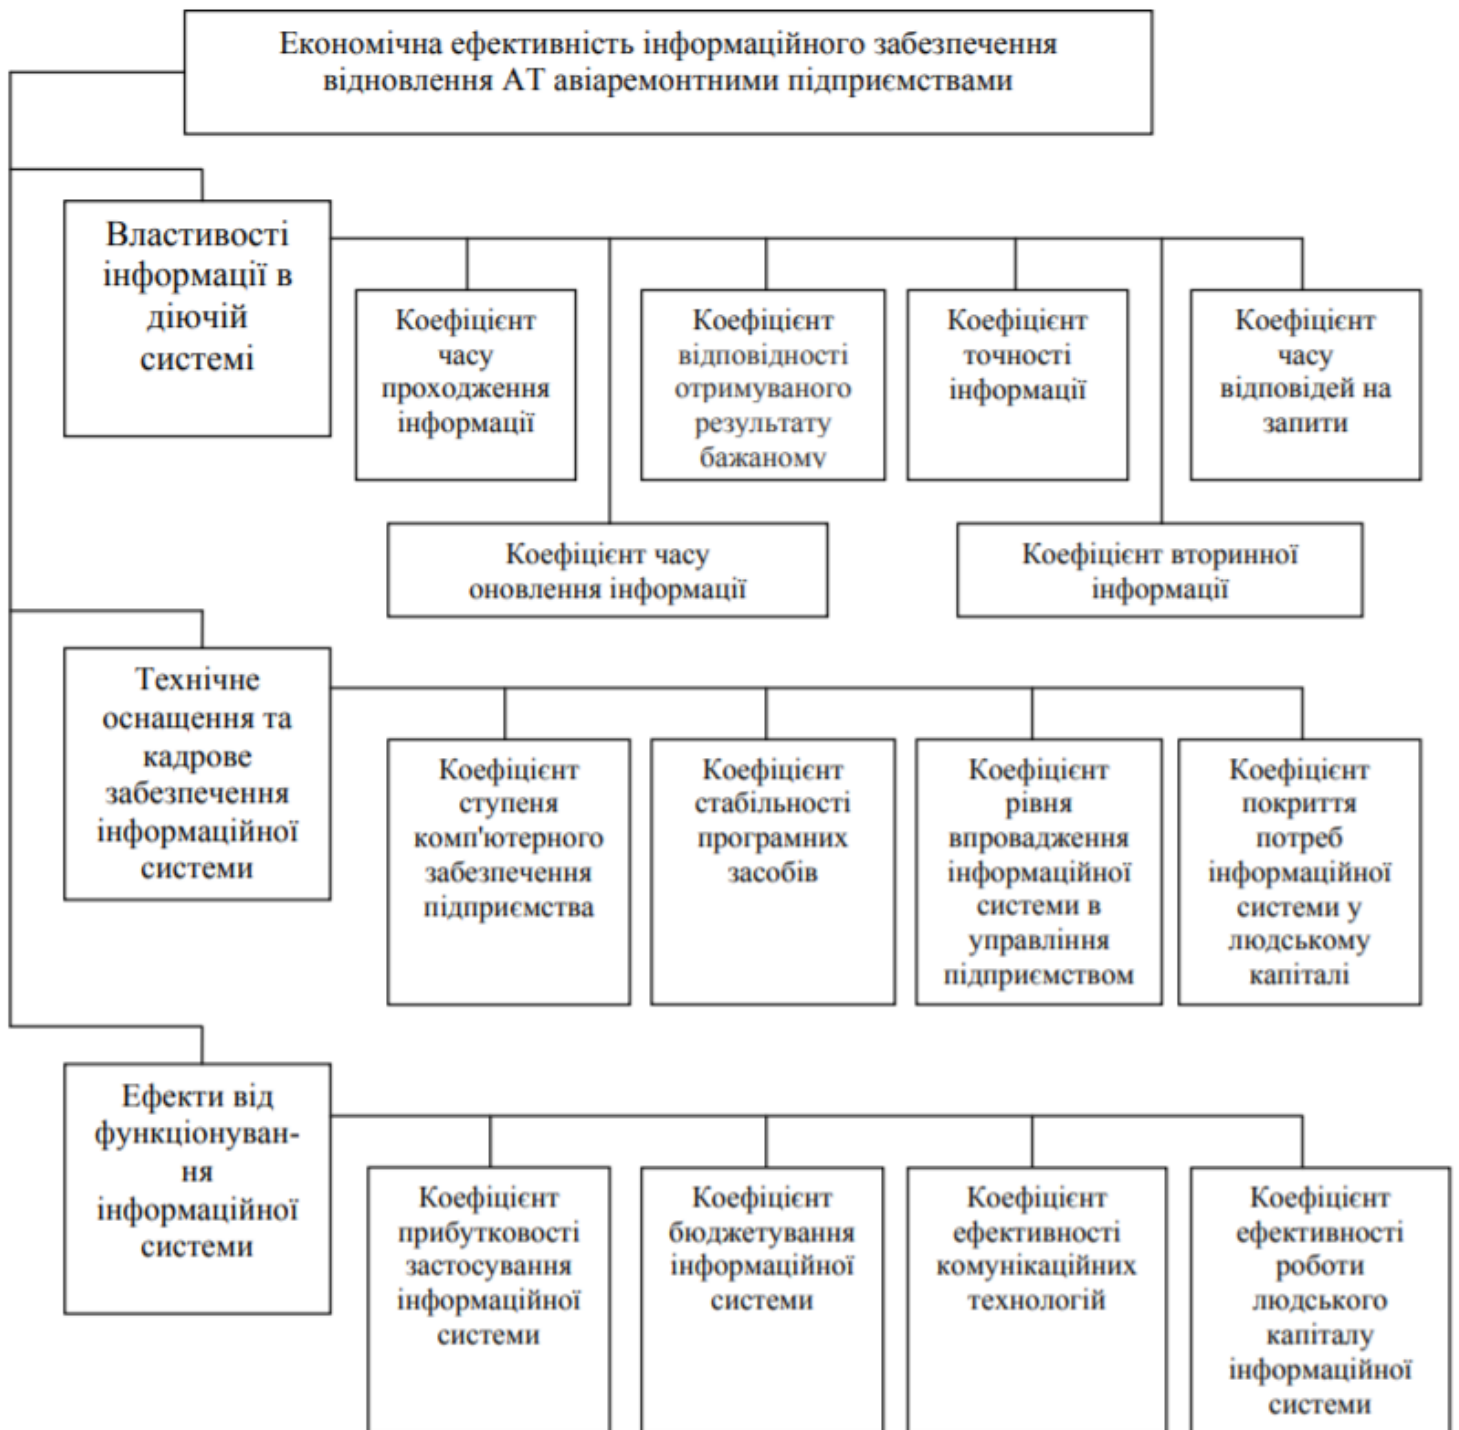 Економічна ефективність інформаційного забезпечення
відновлення АТ авіаремонтними підприємствами
Властивості
інформації в
діючій
системі
Коефіцієнт
часу
проходження
інформації
Коефіцієнт
відповідності
отримуваного
результату
бажаному
Коефіцієнт
точності
інформації
Коефіцієнт
часу
відповідей на
запити
Коефіцієнт часу
оновлення інформації
Коефіцієнт вторинної
інформації
Технічне
оснащення та
кадрове
забезпечення
інформаційної
системи
Коефіцієнт
ступеня
комп'ютерного
забезпечення
підприємства
Коефіцієнт
стабільності
програмних
засобів
Коефіцієнт
рівня
впровадження
інформаційної
системи в
управління
підприємством
Коефіцієнт
покриття
потреб
інформаційної
системи у
людському
капіталі
Ефекти від
функціонуван-
ня
інформаційної
системи
Коефіцієнт
прибутковості
застосування
інформаційної
системи
Коефіцієнт
бюджетування
інформаційної
системи
Коефіцієнт
ефективності
комунікаційних
технологій
Коефіцієнт
ефективності
роботи
людського
капіталу
інформаційної
системи